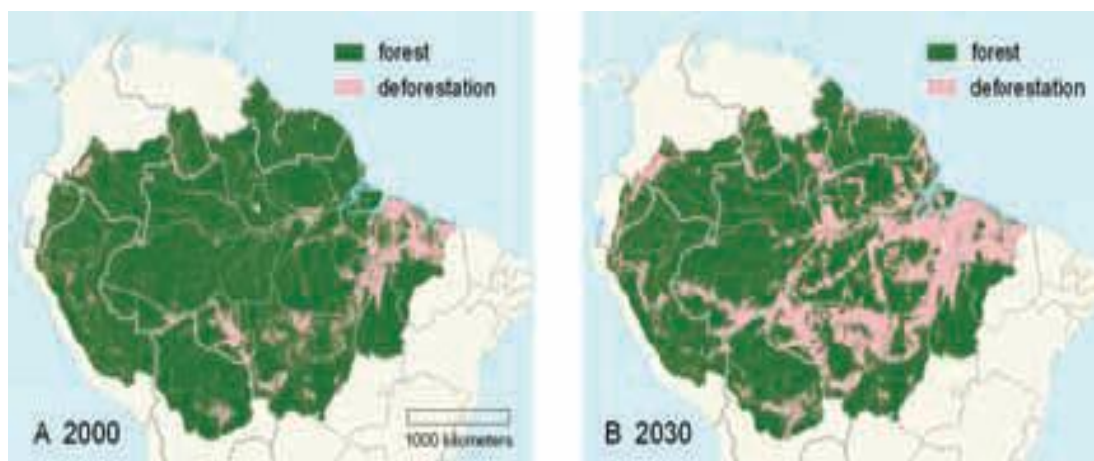 forest
deforestation
A 2000
1000 kilometers
forest
deforestation
B 2030